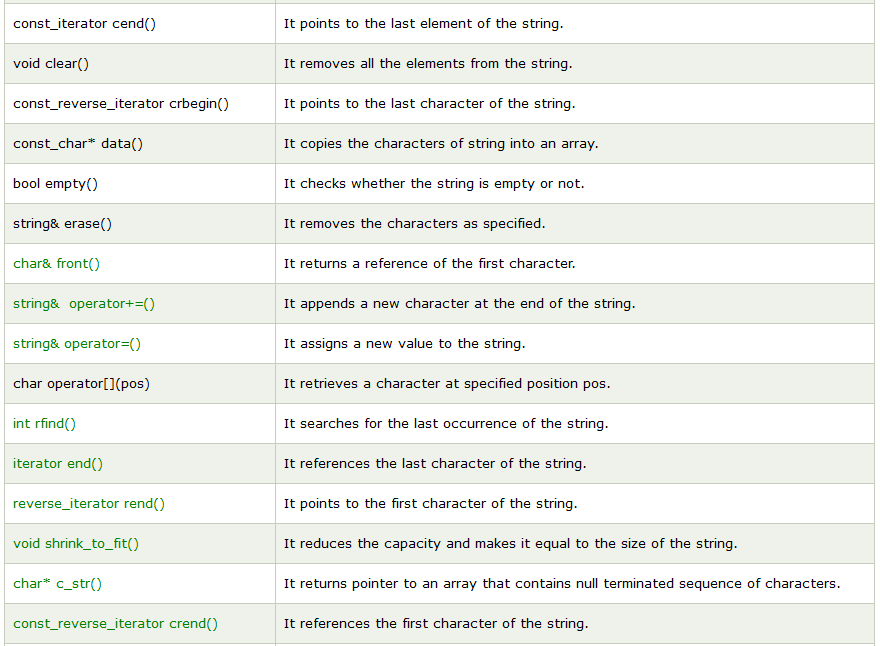 const_iterator cend() It points to the last element of the string.
void clear() It removes all the elements from the string.
const_reverse_iterator crbegin() It points to the last character of the string.
const_char* data() It copies the characters of string into an array.
bool empty() It checks whether the string is empty or not.
string& erase() It removes the characters as specified.
char& front() It returns a reference of the first character.
string&  operator+=() It appends a new character at the end of the string.
string& operator=() It assigns a new value to the string.
char operator[](pos) It retrieves a character at specified position pos.
int rfind() It searches for the last occurrence of the string.
iterator end() It references the last character of the string.
reverse_iterator rend() It points to the first character of the string.
void shrink_to_fit() It reduces the capacity and makes it equal to the size of the string.
char* c_str() It returns pointer to an array that contains null terminated sequence of characters.
const_reverse_iterator crend() It references the first character of the string.